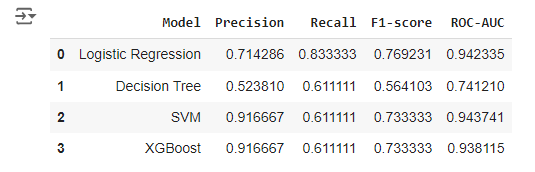 Model Precision Recall F1-score ROC-AUC
0 Logistic Regression 0.714286 0.833333 0.769231 0.942335
1 Decision Tree 0.523810 0.611111 0.564103 0.741210
2 SVM 0.916667 0.611111 0.733333 0.943741
3 XGBoost 0.916667 0.611111 0.733333 0.938115